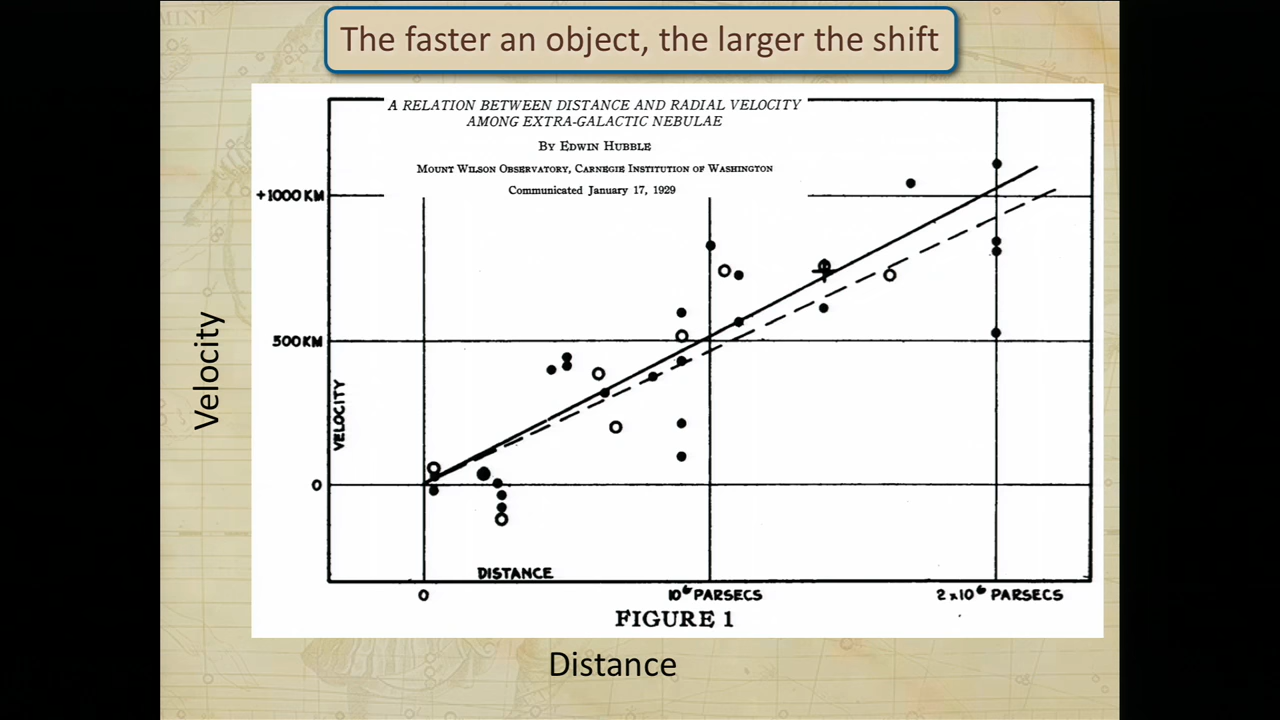 The faster an object, the larger the shift
A RELATION BETWEEN DISTANCE AND RADIAL VELOCITY
AMONG EXTRA-GALACTIC NEBULAE
BY EDWIN HUBBLE
MOUNT WILSON OBSERVATORY, CARNEGIE INSTITUTION OF WASHINGTON
Communicated January 17, 1929
+1000 KM
500 KM
0
VELOCITY
Velocity
DISTANCE
0
10⁶ PARSECS
2 x 10⁶ PARSECS
FIGURE 1
Distance